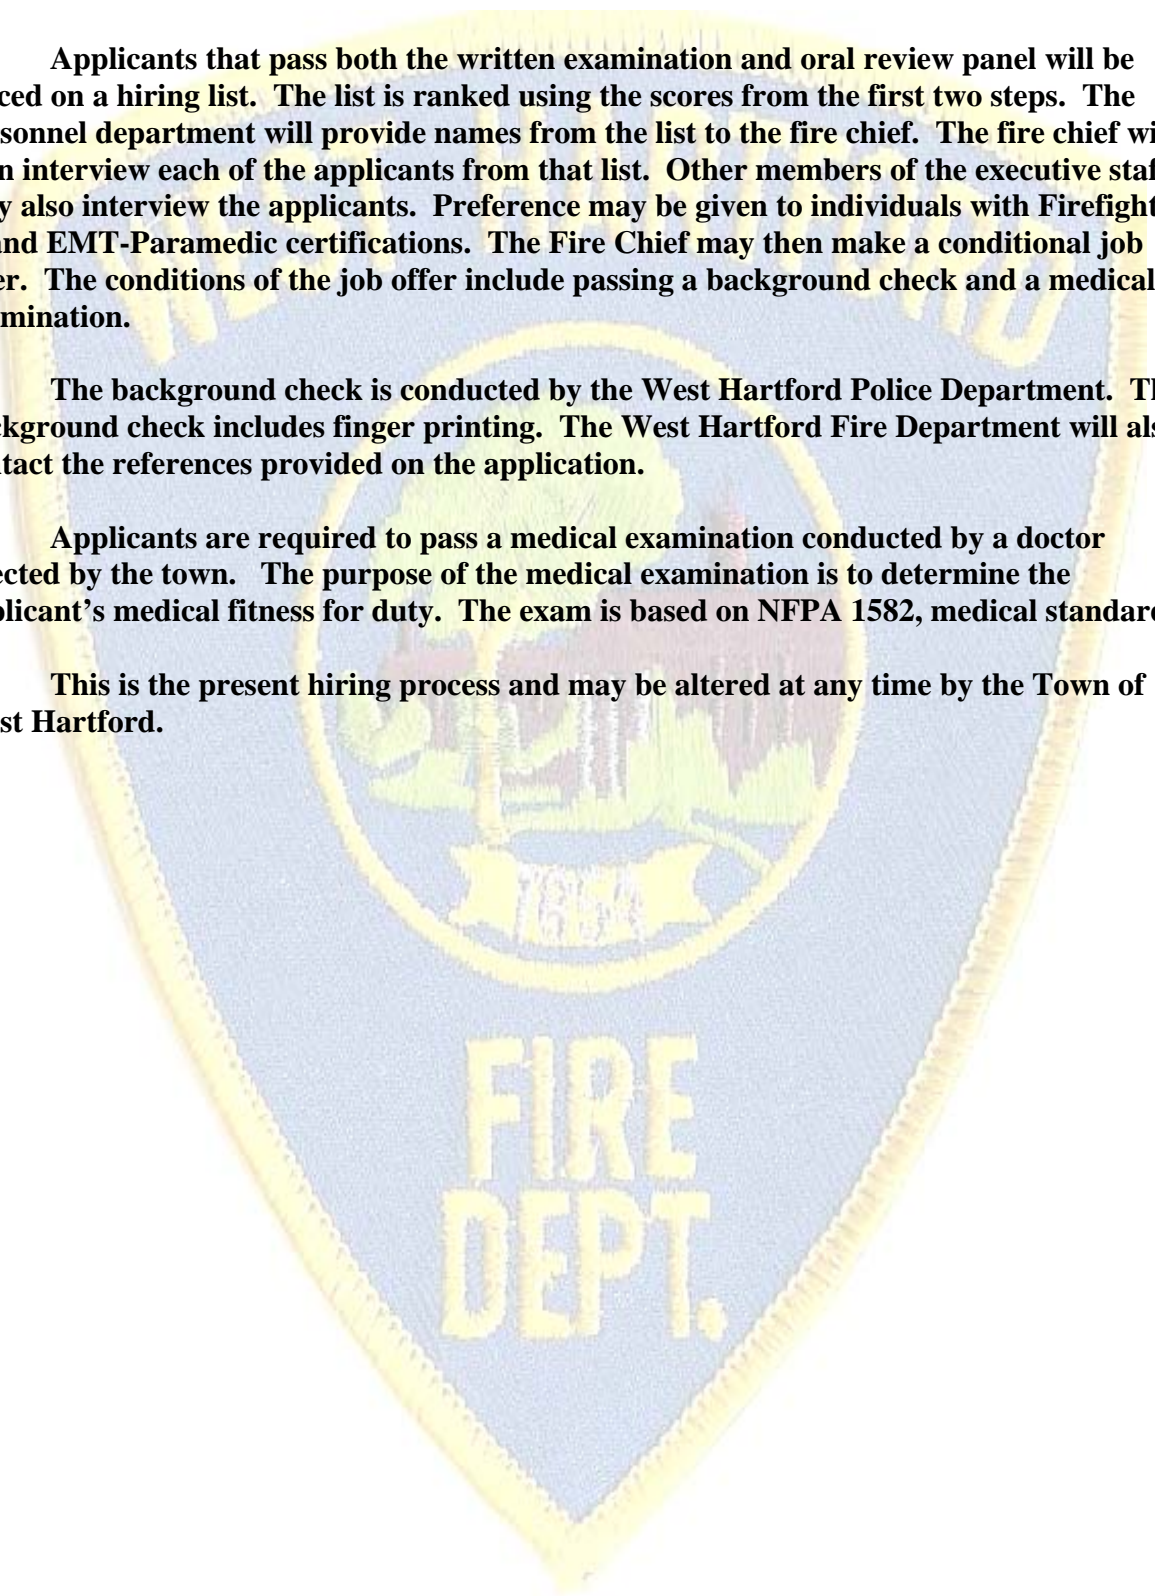 WEST HARTFORD
Applicants that pass both the written examination and oral review panel will be
ced on a hiring list. The list is ranked using the scores from the first two steps. The
sonnel department will provide names from the list to the fire chief. The fire chief wi
n interview each of the applicants from that list. Other members of the executive staf
y also interview the applicants. Preference may be given to individuals with Firefight
and EMT-Paramedic certifications. The Fire Chief may then make a conditional job
er. The conditions of the job offer include passing a background check and a medical
mination.
The background check is conducted by the West Hartford Police Department. Th
ckground check includes finger printing. The West Hartford Fire Department will als
ntact the references provided on the application.
Applicants are required to pass a medical examination conducted by a doctor
ected by the town. The purpose of the medical examination is to determine the
plicant’s medical fitness for duty. The exam is based on NFPA 1582, medical standard
This is the present hiring process and may be altered at any time by the Town of
st Hartford.
1854
FIRE
DEPT.